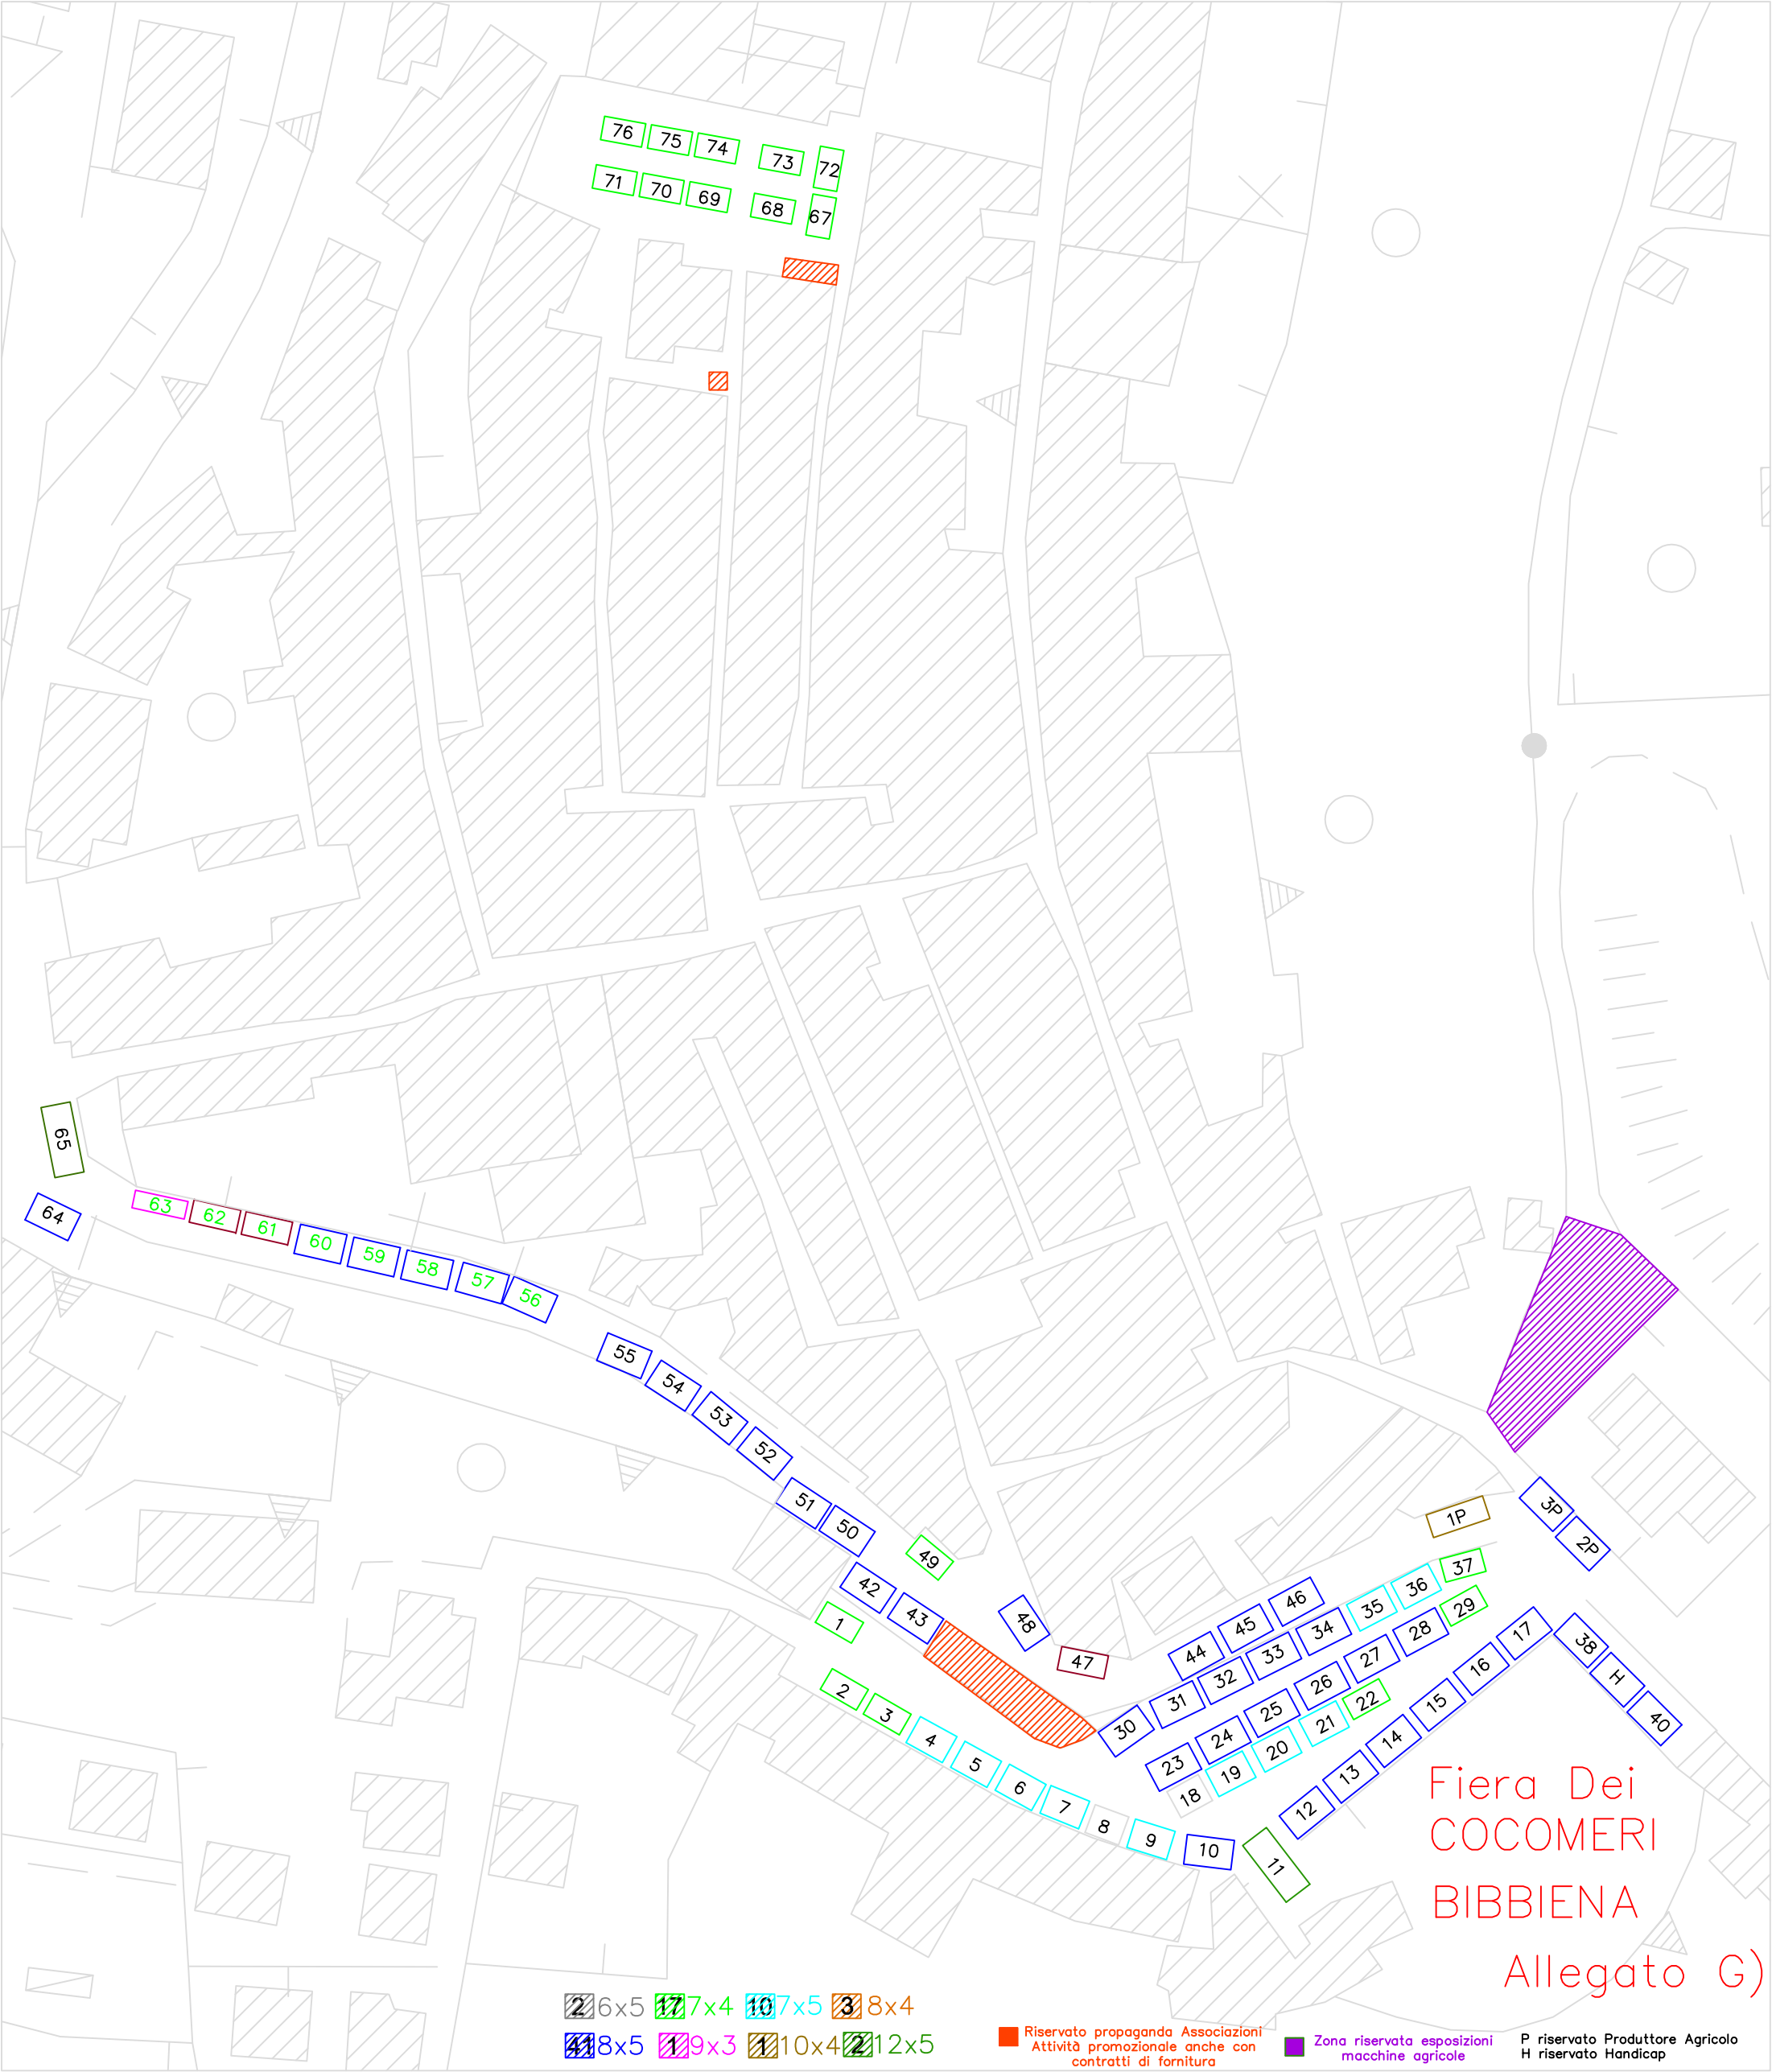 76 75 74 73 72
71 70 69 68 67
65
64 63 62 61 60 59 58 57 56
55 54 53 52
51 50
49
42 43
48
1
47
44 45 46
30 31 32 33 34 35 36 37
1P
3P
2P
2 3 4 5 6 7 8 9 10
23 24 25 26 27 28 29
18 19 20 21 22
11
12 13 14 15 16 17
38 H 40
Fiera Dei
COCOMERI
BIBBIENA
Allegato G)
2 6x5 17 7x4 10 7x5 3 8x4
41 8x5 1 9x3 1 10x4 2 12x5
Riservato propaganda Associazioni
Attività promozionale anche con
contratti di fornitura
Zona riservata esposizioni
macchine agricole
P riservato Produttore Agricolo
H riservato Handicap